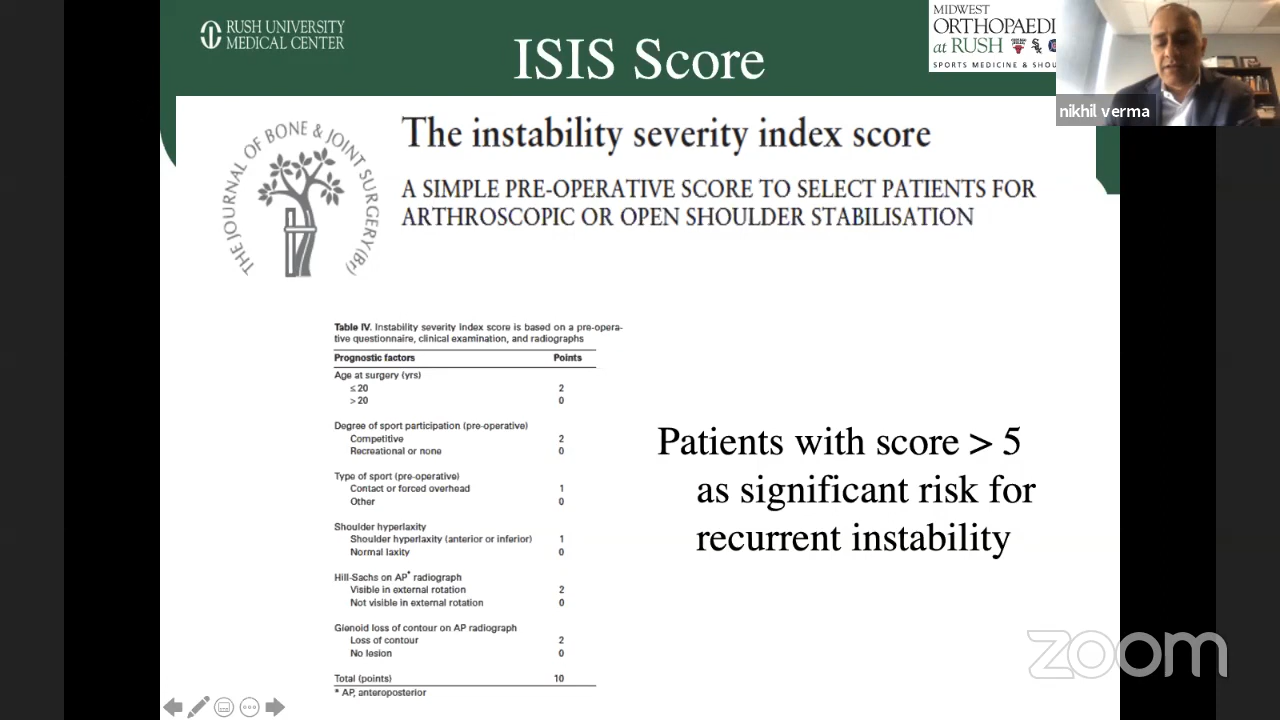 RUSH UNIVERSITY
MEDICAL CENTER
ISIS Score
MIDWEST
ORTHOPAEDI
at RUSH
SPORTS MEDICINE & SHOU
nikhil verma
THE JOURNAL OF BONE & JOINT SURGERY (Br)
The instability severity index score
A SIMPLE PRE-OPERATIVE SCORE TO SELECT PATIENTS FOR
ARTHROSCOPIC OR OPEN SHOULDER STABILISATION
Table IV. Instability severity index score is based on a pre-opera-
tive questionnaire, clinical examination, and radiographs
Prognostic factors Points
Age at surgery (yrs)
≤ 20 2
> 20 0
Degree of sport participation (pre-operative)
Competitive 2
Recreational or none 0
Type of sport (pre-operative)
Contact or forced overhead 1
Other 0
Shoulder hyperlaxity
Shoulder hyperlaxity (anterior or inferior) 1
Normal laxity 0
Hill-Sachs on AP* radiograph
Visible in external rotation 2
Not visible in external rotation 0
Glenoid loss of contour on AP radiograph
Loss of contour 2
No lesion 0
Total (points) 10
* AP, anteroposterior
Patients with score > 5
as significant risk for
recurrent instability
zoom